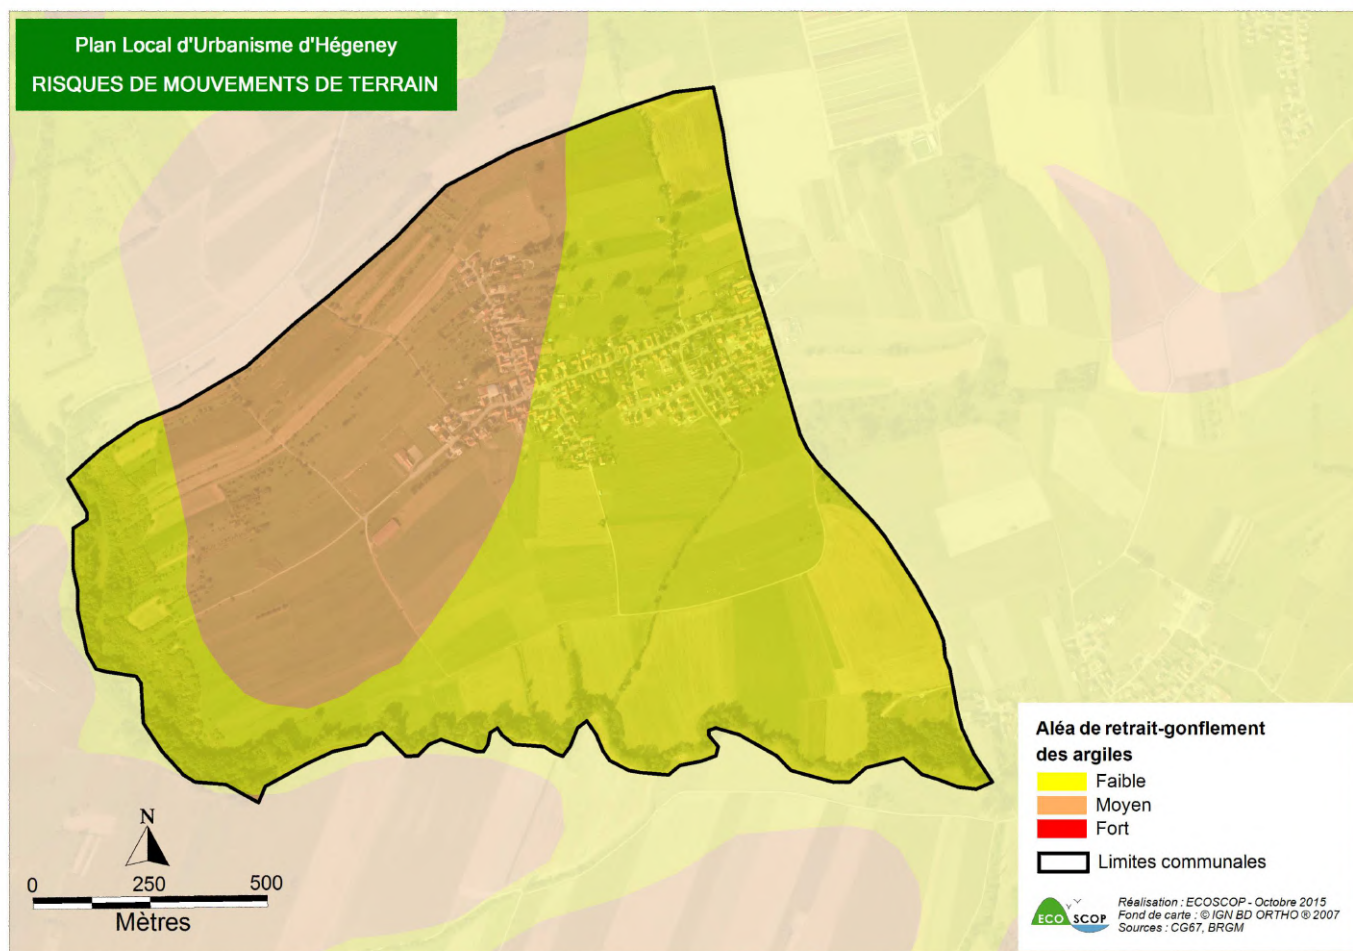 Plan Local d'Urbanisme d'Hégeney
RISQUES DE MOUVEMENTS DE TERRAIN
Aléa de retrait-gonflement
des argiles
Faible
Moyen
Fort
Limites communales
N
0 250 500
Mètres
ECO SCOP
Réalisation : ECOSCOP - Octobre 2015
Fond de carte : © IGN BD ORTHO ® 2007
Sources : CG67, BRGM